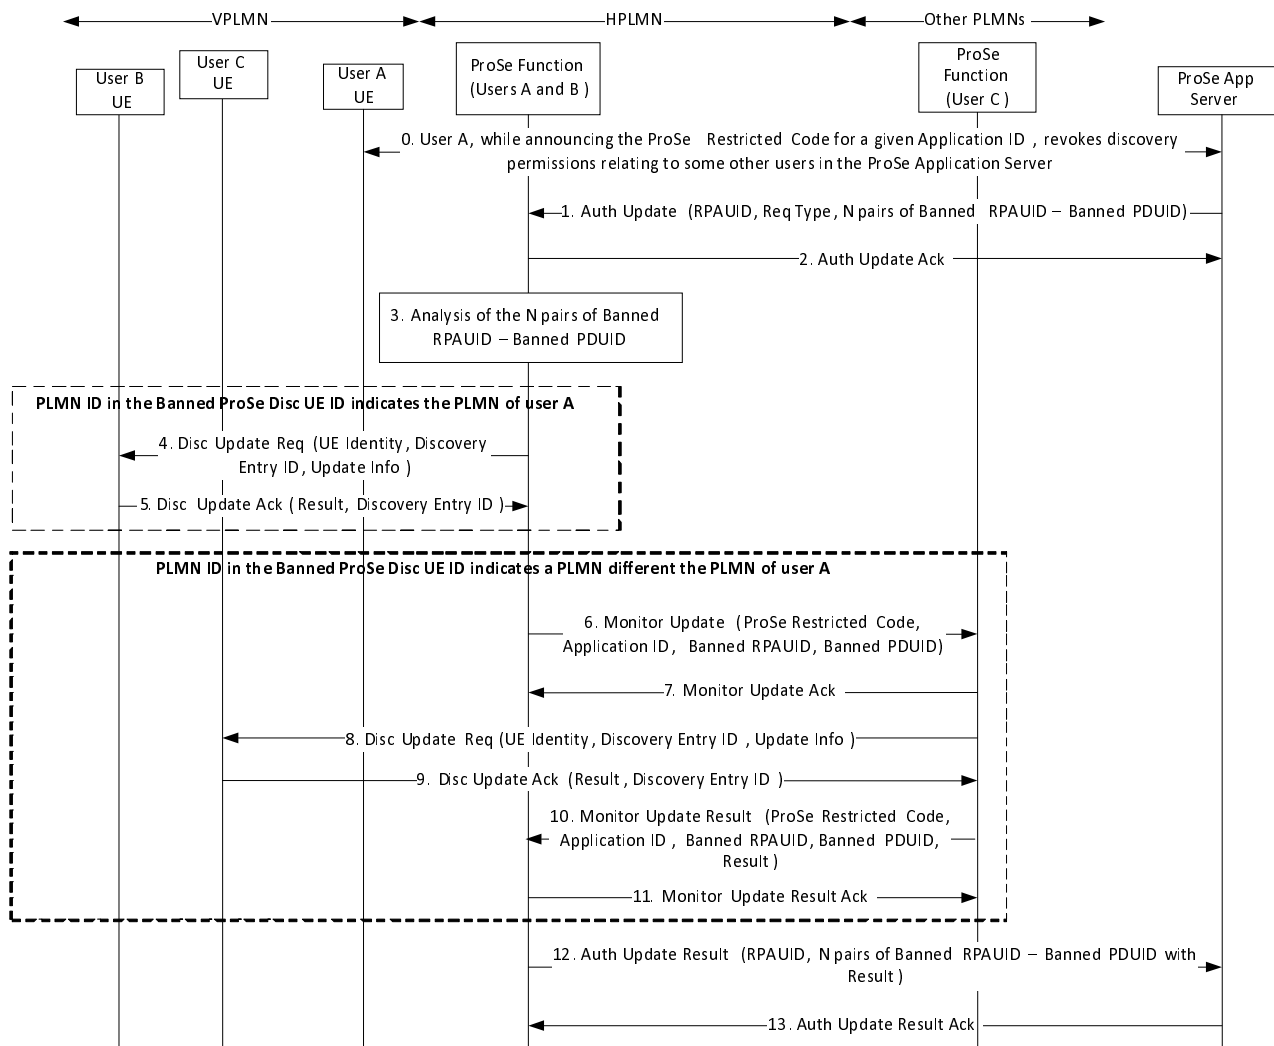 VPLMN
HPLMN
Other PLMNs
User B
UE
User C
UE
User A
UE
ProSe Function
(Users A and B )
ProSe
Function
(User C )
ProSe App
Server
0. User A, while announcing the ProSe Restricted Code for a given Application ID , revokes discovery
permissions relating to some other users in the ProSe Application Server
1. Auth Update (RPAUID, Req Type, N pairs of Banned RPAUID – Banned PDUID)
2. Auth Update Ack
3. Analysis of the N pairs of Banned
RPAUID – Banned PDUID
PLMN ID in the Banned ProSe Disc UE ID indicates the PLMN of user A
4. Disc Update Req (UE Identity, Discovery
Entry ID, Update Info )
5. Disc Update Ack ( Result, Discovery Entry ID )
PLMN ID in the Banned ProSe Disc UE ID indicates a PLMN different the PLMN of user A
6. Monitor Update (ProSe Restricted Code,
Application ID, Banned RPAUID, Banned PDUID)
7. Monitor Update Ack
8. Disc Update Req (UE Identity, Discovery Entry ID , Update Info )
9. Disc Update Ack (Result, Discovery Entry ID )
10. Monitor Update Result (ProSe Restricted Code,
Application ID , Banned RPAUID, Banned PDUID,
Result )
11. Monitor Update Result Ack
12. Auth Update Result (RPAUID, N pairs of Banned RPAUID – Banned PDUID with
Result )
13. Auth Update Result Ack